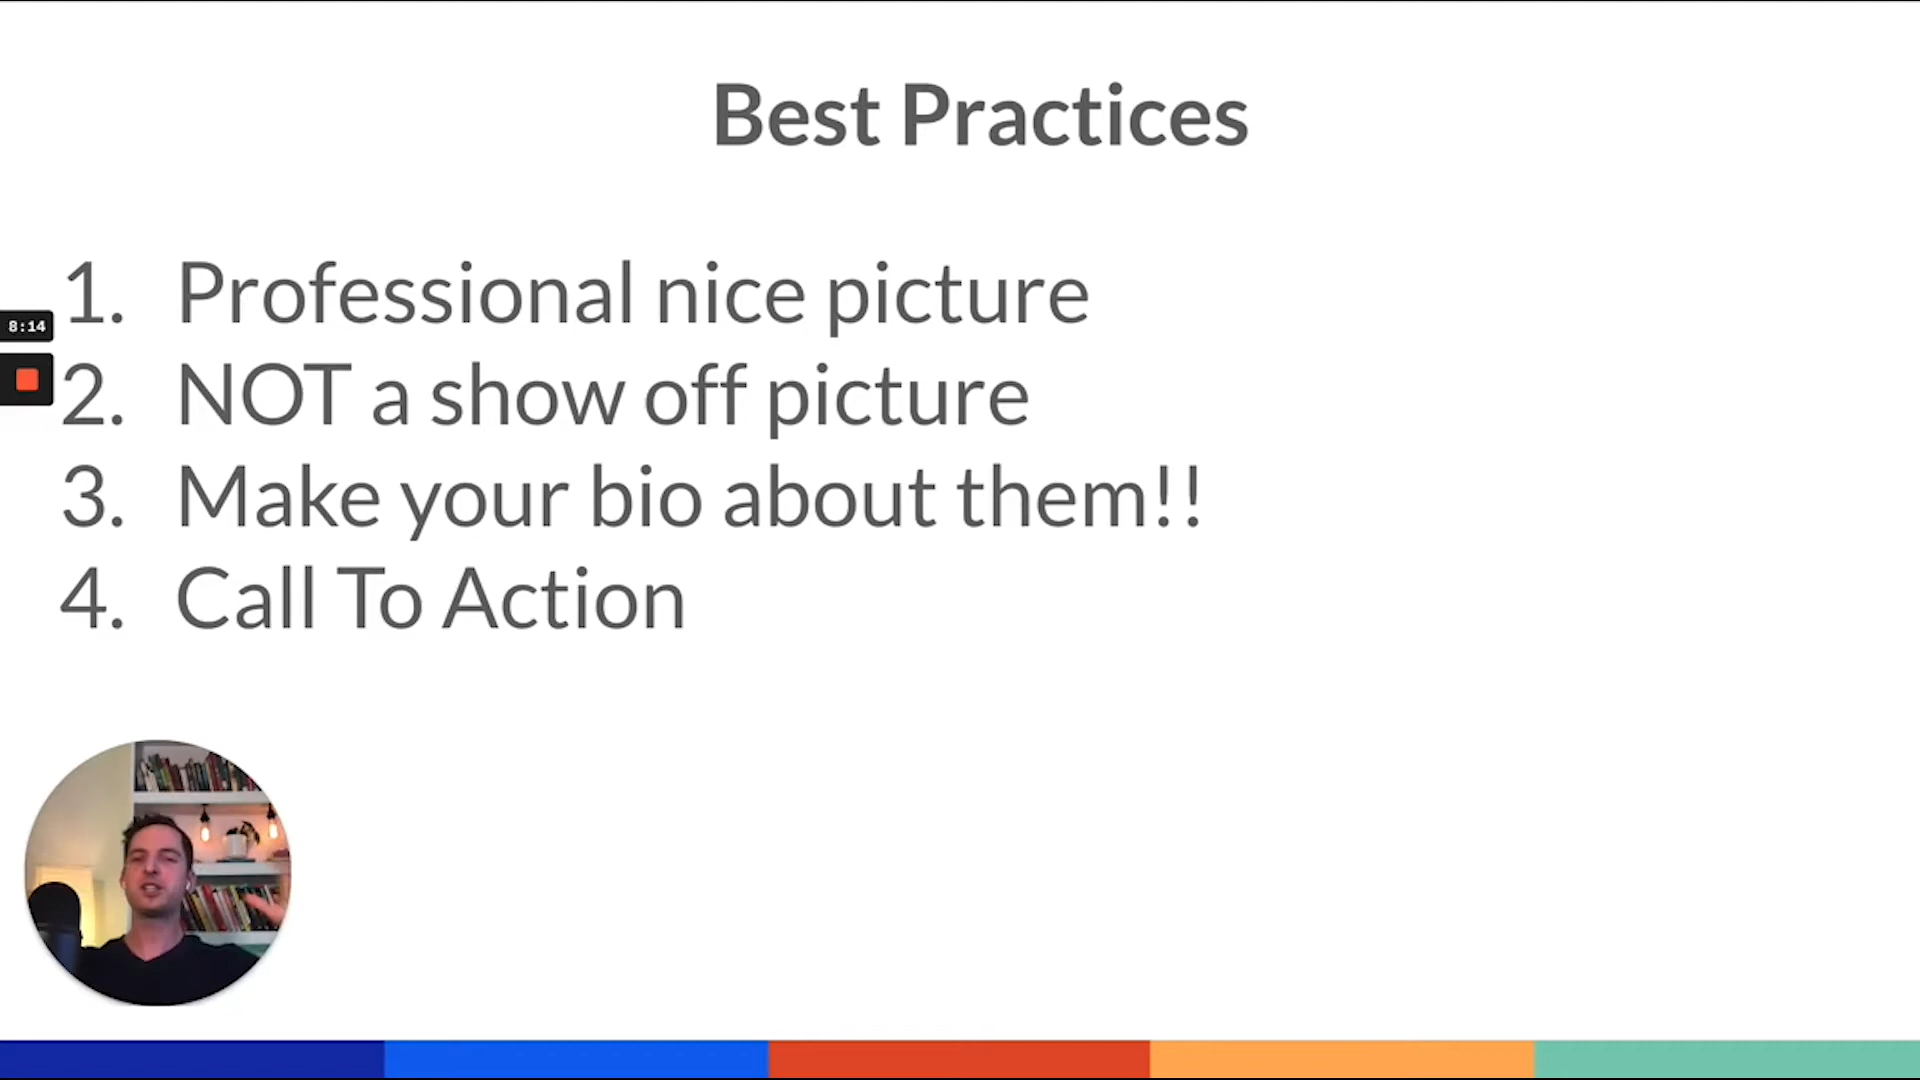 Best Practices
1. Professional nice picture
8:14
2. NOT a show off picture
3. Make your bio about them!!
4. Call To Action